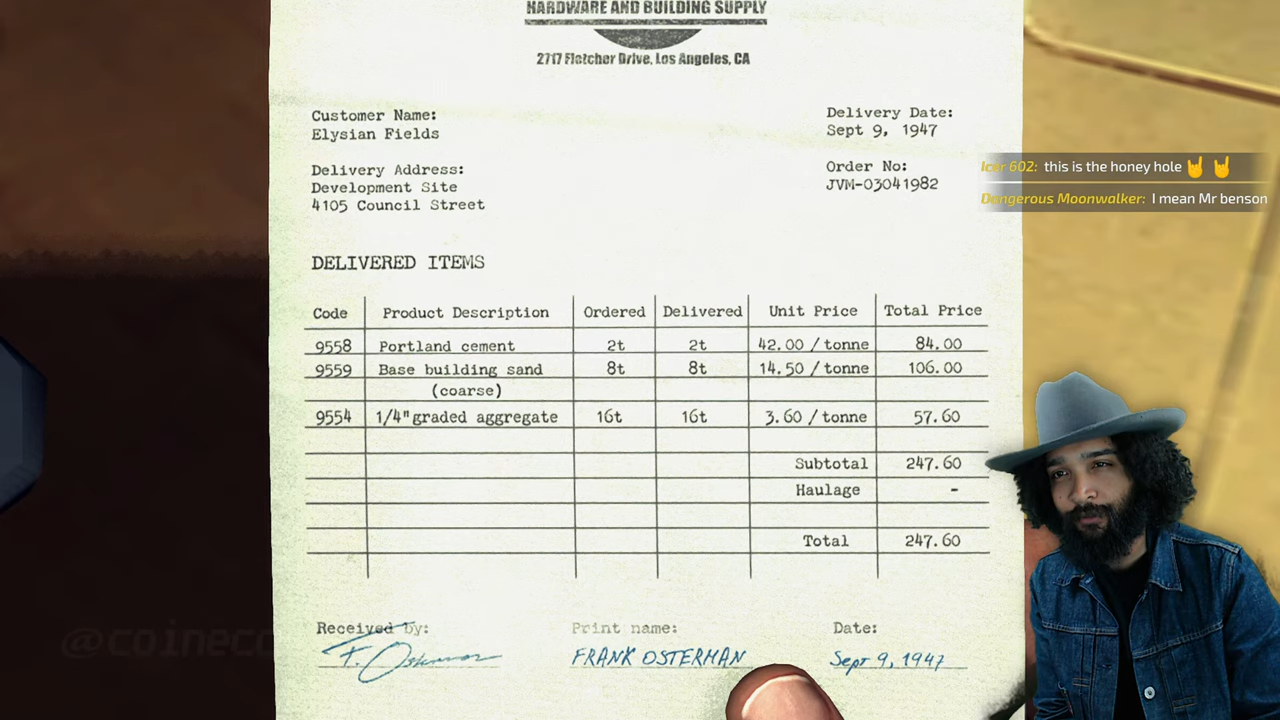 HARDWARE AND BUILDING SUPPLY
2717 Fletcher Drive, Los Angeles, CA
Customer Name:
Elysian Fields
Delivery Date:
Sept 9, 1947
Delivery Address:
Development Site
4105 Council Street
Order No:
JVM-03041982
Icer 602: this is the honey hole 🤘 🤘
Dangerous Moonwalker: I mean Mr benson
DELIVERED ITEMS
Code Product Description Ordered Delivered Unit Price Total Price
9558 Portland cement 2t 2t 42.00 / tonne 84.00
9559 Base building sand 8t 8t 14.50 / tonne 106.00
(coarse)
9554 1/4" graded aggregate 16t 16t 3.60 / tonne 57.60
Subtotal 247.60
Haulage -
Total 247.60
Received by: Print name: Date:
F. Osterman FRANK OSTERMAN Sept 9, 1947